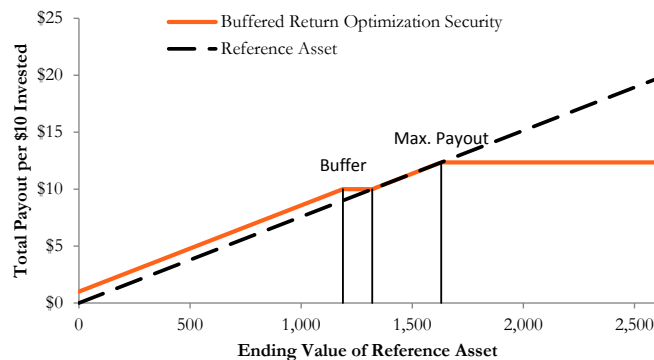 $25
Buffered Return Optimization Security
Reference Asset
$20
$15
Max. Payout
Buffer
$10
$5
$0
0 500 1,000 1,500 2,000 2,500
Total Payout per $10 Invested
Ending Value of Reference Asset